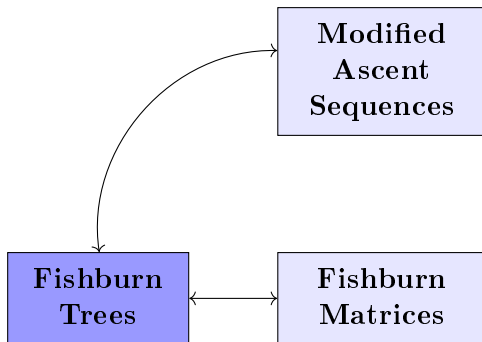 Modified
Ascent
Sequences
Fishburn
Trees
Fishburn
Matrices